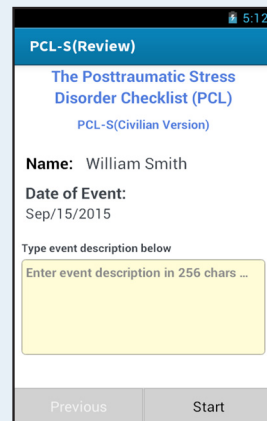 5:12
PCL-S(Review)
The Posttraumatic Stress
Disorder Checklist (PCL)
PCL-S(Civilian Version)
Name: William Smith
Date of Event:
Sep/15/2015
Type event description below
Enter event description in 256 chars ...
Previous Start